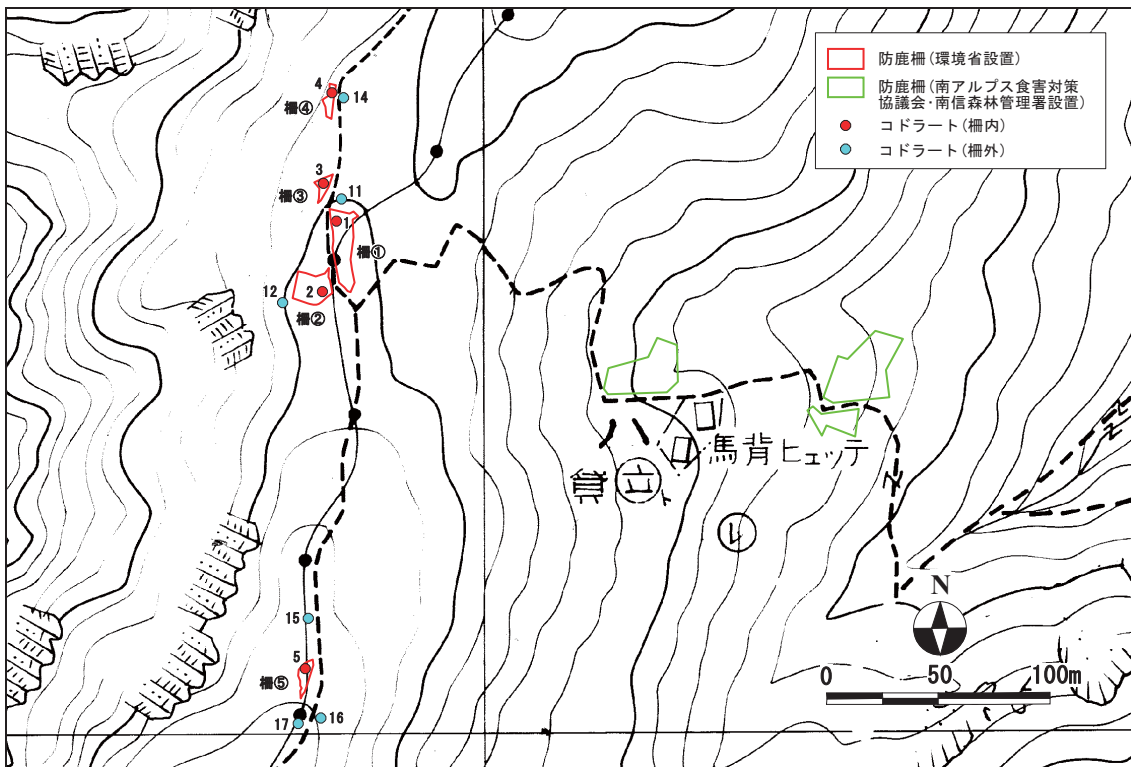 防鹿柵(環境省設置)
防鹿柵(南アルプス食害対策
協議会・南信森林管理署設置)
コドラート(柵内)
コドラート(柵外)
4
14
柵④
3
柵③
11
1
柵①
12
2
柵②
馬背ヒュッテ
立
15
5
柵⑤
17
16
N
0
50
100m